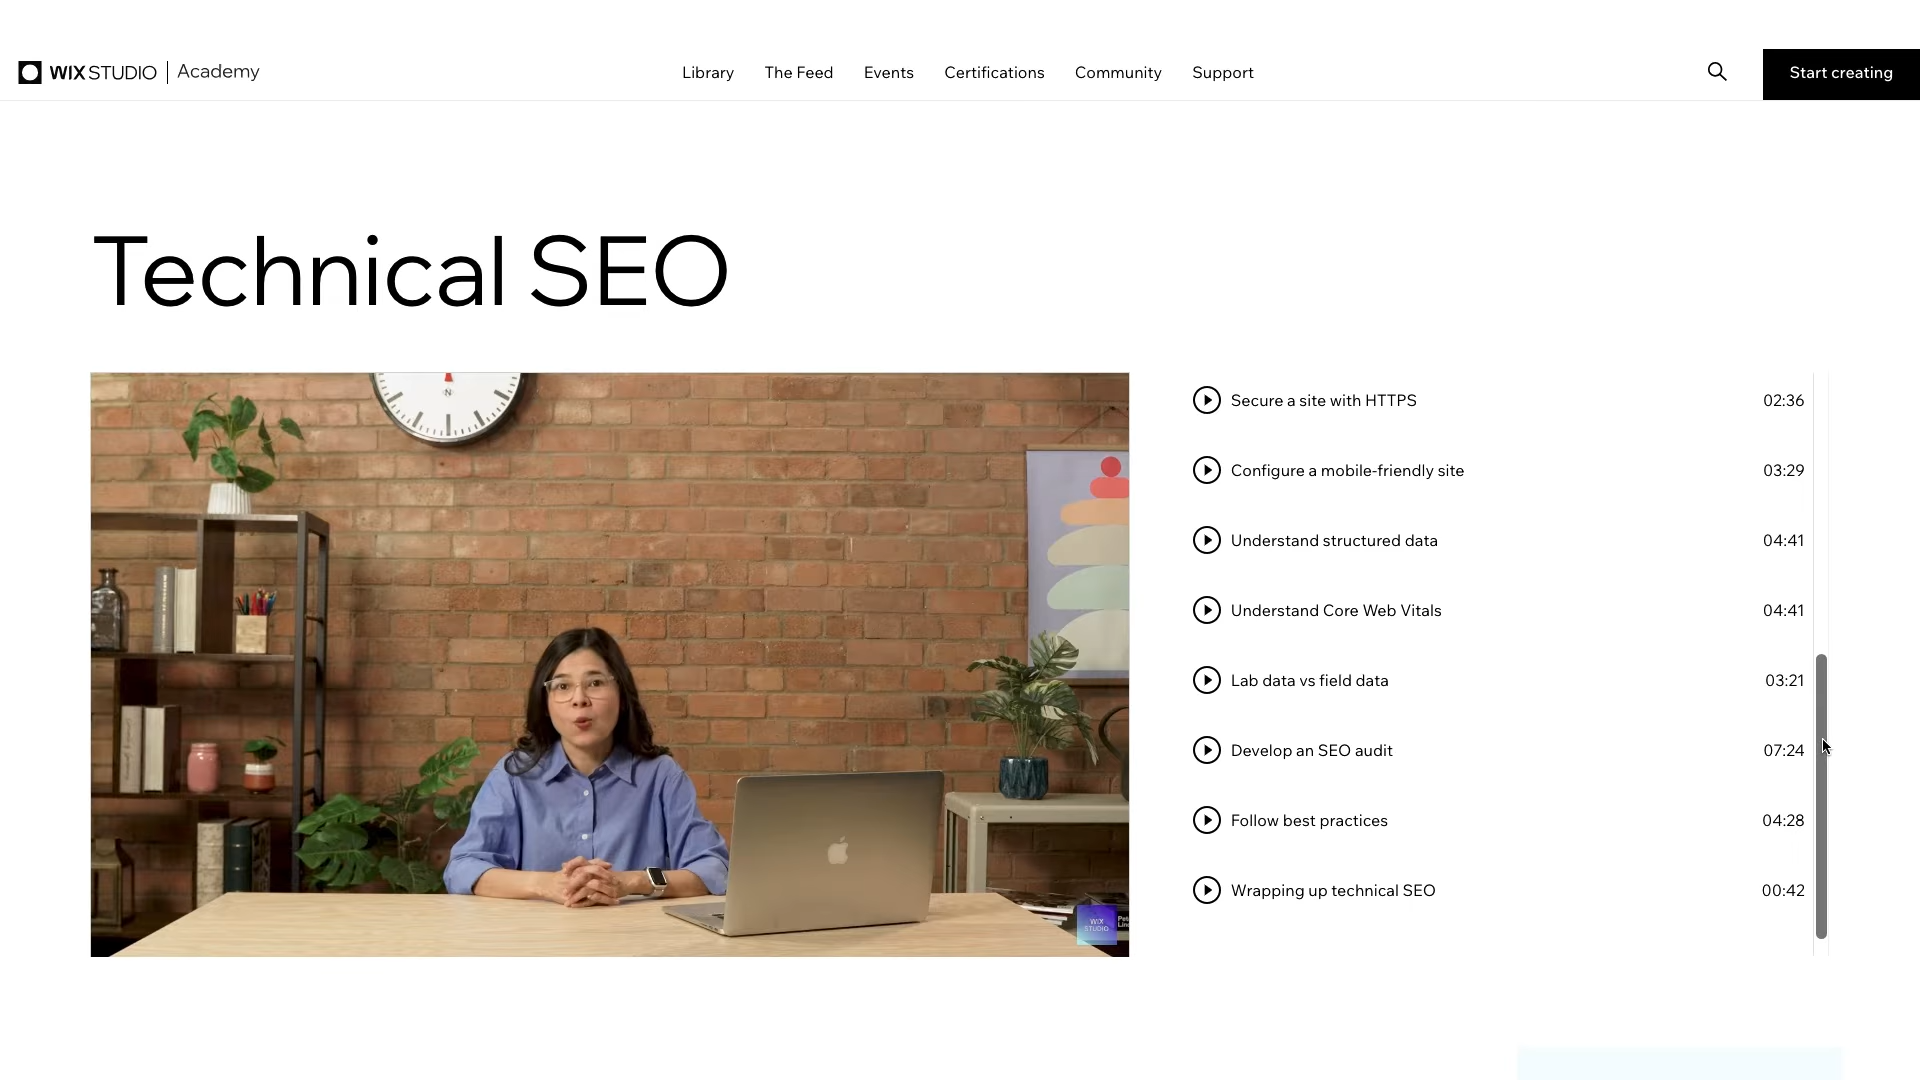 WIX STUDIO | Academy
Library
The Feed
Events
Certifications
Community
Support
Start creating
Technical SEO
N
WIX
STUDIO
Secure a site with HTTPS 02:36
Configure a mobile-friendly site 03:29
Understand structured data 04:41
Understand Core Web Vitals 04:41
Lab data vs field data 03:21
Develop an SEO audit 07:24
Follow best practices 04:28
Wrapping up technical SEO 00:42